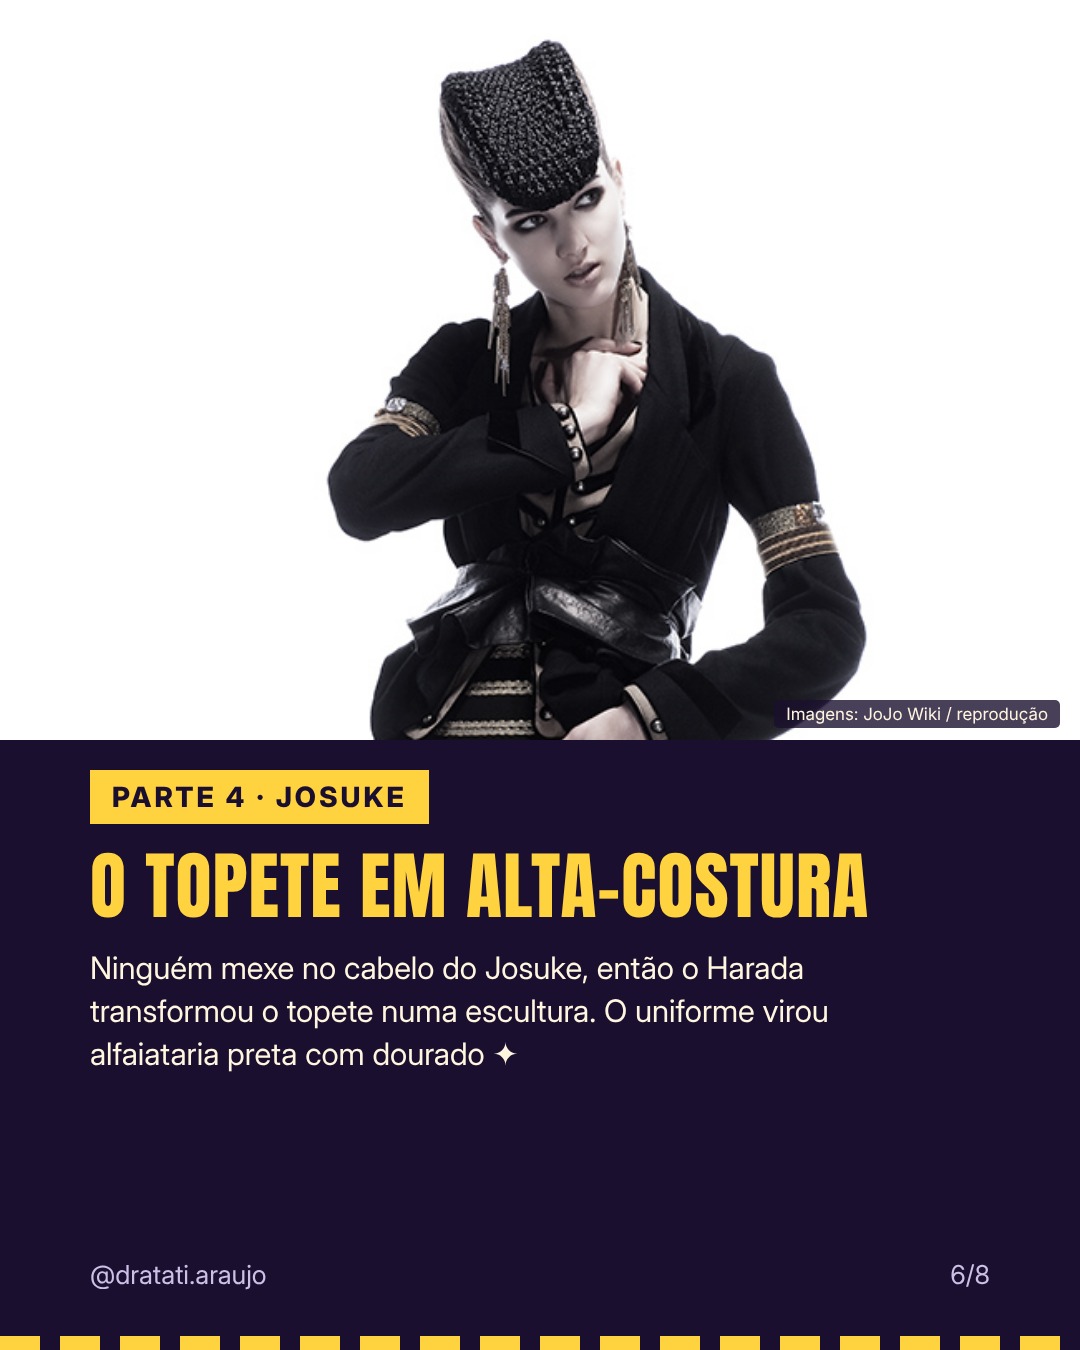 Imagens: JoJo Wiki / reprodução
PARTE 4 · JOSUKE
O TOPETE EM ALTA-COSTURA
Ninguém mexe no cabelo do Josuke, então o Harada
transformou o topete numa escultura. O uniforme virou
alfaiataria preta com dourado ✦
@dratati.araujo
6/8